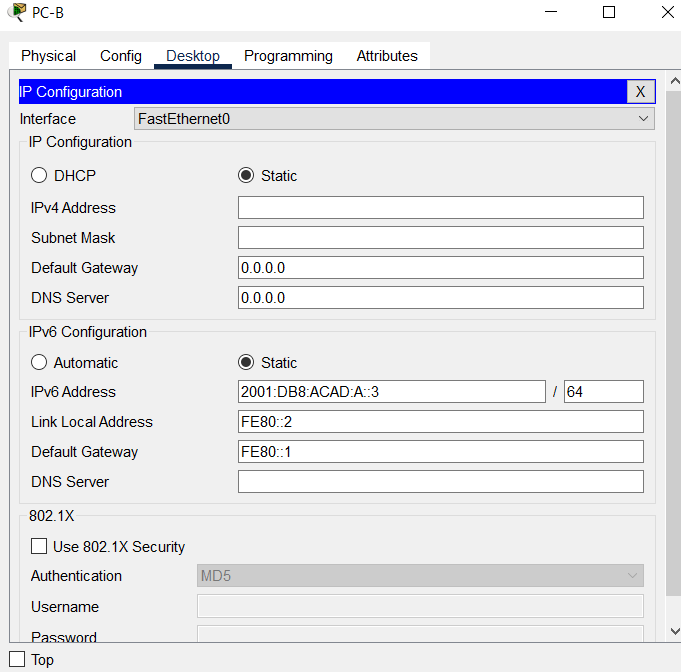 PC-B
Physical Config Desktop Programming Attributes
IP Configuration X
Interface FastEthernet0
IP Configuration
DHCP Static
IPv4 Address
Subnet Mask
Default Gateway 0.0.0.0
DNS Server 0.0.0.0
IPv6 Configuration
Automatic Static
IPv6 Address 2001:DB8:ACAD:A::3 / 64
Link Local Address FE80::2
Default Gateway FE80::1
DNS Server
802.1X
Use 802.1X Security
Authentication MD5
Username
Password
Top